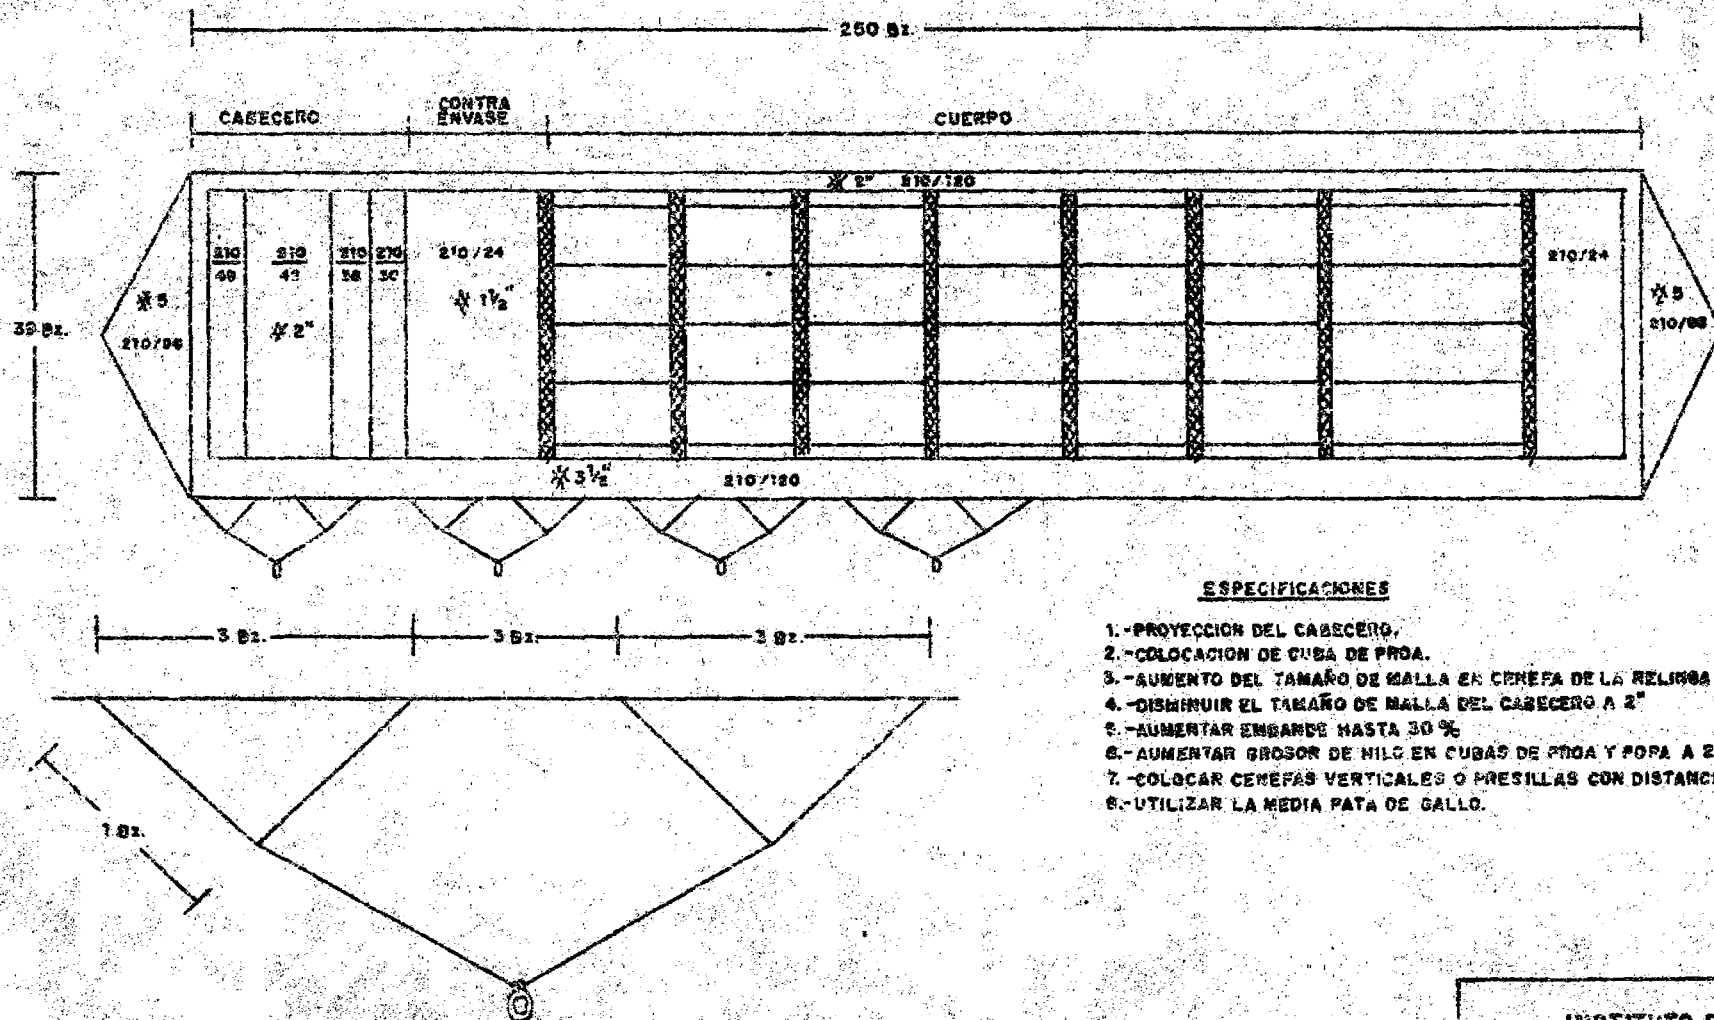 250 Bz.
CABECERO
CONTRA
ENVASE
CUERPO
2" 210/120
210
210
210
210
210/24
210/24
48
30
1½"
5
5
2"
Bz.
3½"
210/120
ESPECIFICACIONES
3 Bz.
3 Bz.
3 Bz.
1.-PROYECCION DEL CABECERO.
2.-COLOCACION DE CUBA DE PROA.
3.-AUMENTO DEL TAMAÑO DE MALLA EN CENEFA DE LA RELINGA
4.-DISMINUIR EL TAMAÑO DE MALLA DEL CABECERO A 2"
5.-AUMENTAR EMBANDE HASTA 30 %
6.-AUMENTAR GROSOR DE HILO EN CUBAS DE PROA Y POPA A 2
7.-COLOCAR CENEFAS VERTICALES O PRESILLAS CON DISTANC
8.-UTILIZAR LA MEDIA PATA DE GALLO.
1 Bz.